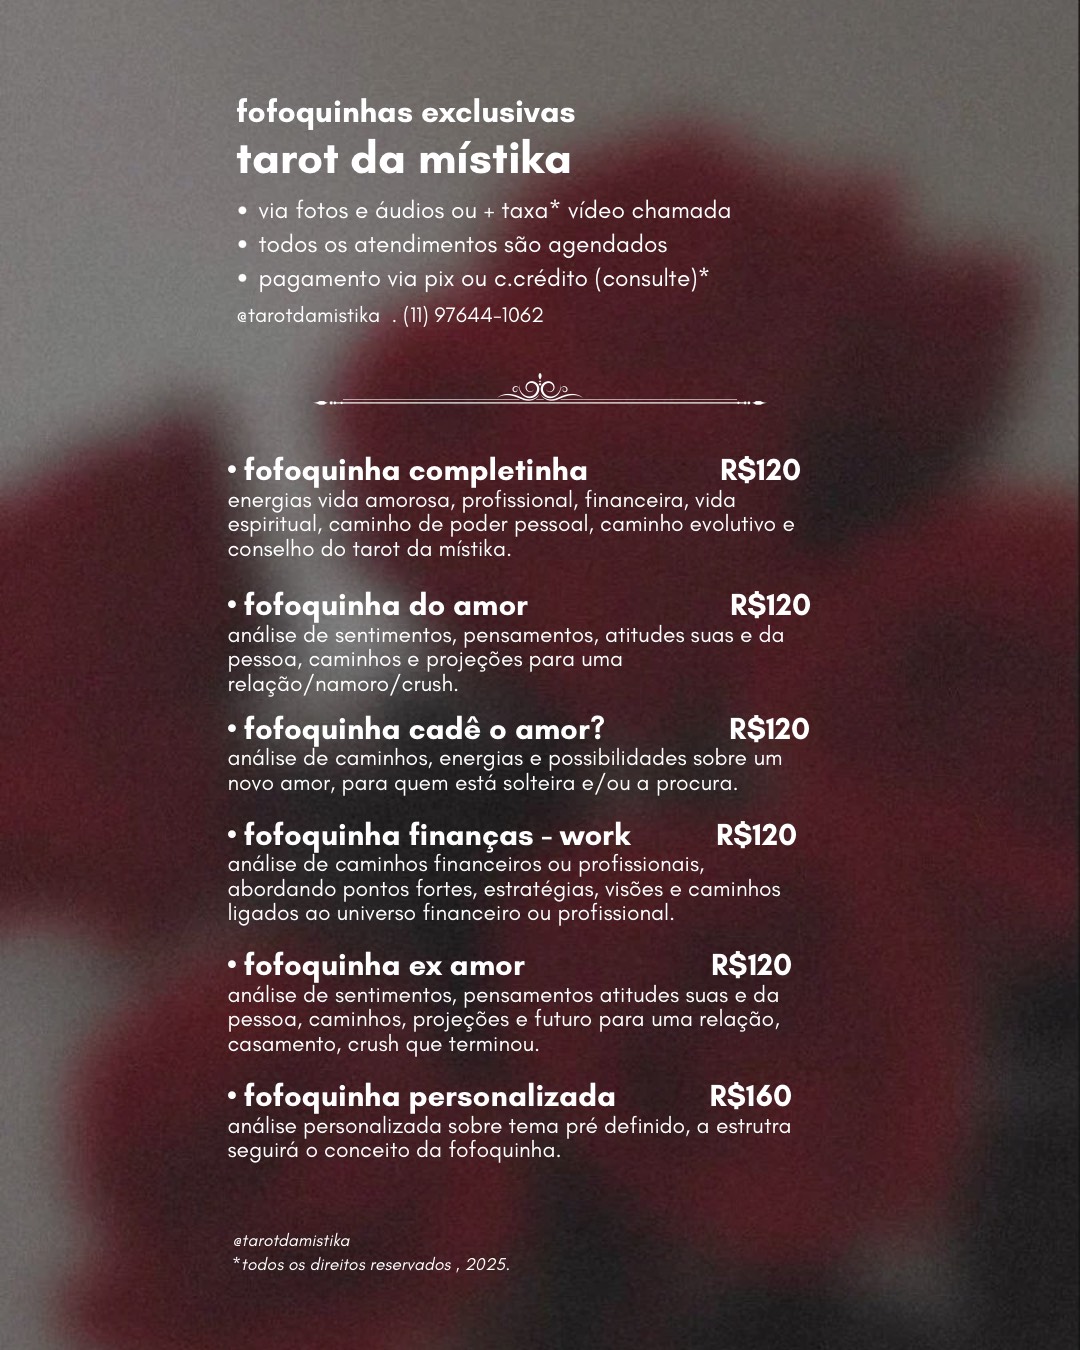 fofoquinhas exclusivas
tarot da místika
• via fotos e áudios ou + taxa* vídeo chamada
• todos os atendimentos são agendados
• pagamento via pix ou c.crédito (consulte)*
@tarotdamistika . (11) 97644-1062
• fofoquinha completinha R$120
energias vida amorosa, profissional, financeira, vida
espiritual, caminho de poder pessoal, caminho evolutivo e
conselho do tarot da místika.
• fofoquinha do amor R$120
análise de sentimentos, pensamentos, atitudes suas e da
pessoa, caminhos e projeções para uma
relação/namoro/crush.
• fofoquinha cadê o amor? R$120
análise de caminhos, energias e possibilidades sobre um
novo amor, para quem está solteira e/ou a procura.
• fofoquinha finanças - work R$120
análise de caminhos financeiros ou profissionais,
abordando pontos fortes, estratégias, visões e caminhos
ligados ao universo financeiro ou profissional.
• fofoquinha ex amor R$120
análise de sentimentos, pensamentos atitudes suas e da
pessoa, caminhos, projeções e futuro para uma relação,
casamento, crush que terminou.
• fofoquinha personalizada R$160
análise personalizada sobre tema pré definido, a estrutra
seguirá o conceito da fofoquinha.
@tarotdamistika
*todos os direitos reservados , 2025.